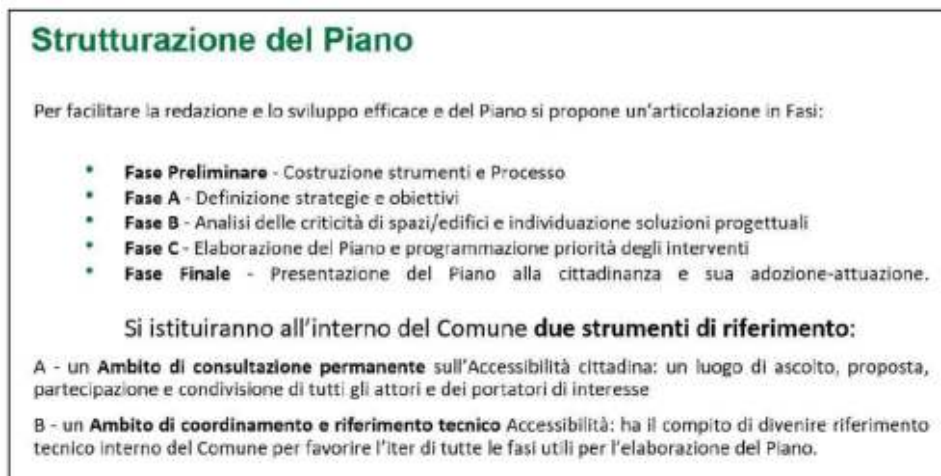 Strutturazione del Piano
Per facilitare la redazione e lo sviluppo efficace e del Piano si propone un'articolazione in Fasi:
• Fase Preliminare - Costruzione strumenti e Processo
• Fase A - Definizione strategie e obiettivi
• Fase B - Analisi delle criticità di spazi/edifici e individuazione soluzioni progettuali
• Fase C - Elaborazione del Piano e programmazione priorità degli interventi
• Fase Finale - Presentazione del Piano alla cittadinanza e sua adozione-attuazione.
Si istituiranno all'interno del Comune due strumenti di riferimento:
A - un Ambito di consultazione permanente sull'Accessibilità cittadina: un luogo di ascolto, proposta,
partecipazione e condivisione di tutti gli attori e dei portatori di interesse
B - un Ambito di coordinamento e riferimento tecnico Accessibilità: ha il compito di divenire riferimento
tecnico interno del Comune per favorire l'iter di tutte le fasi utili per l'elaborazione del Piano.